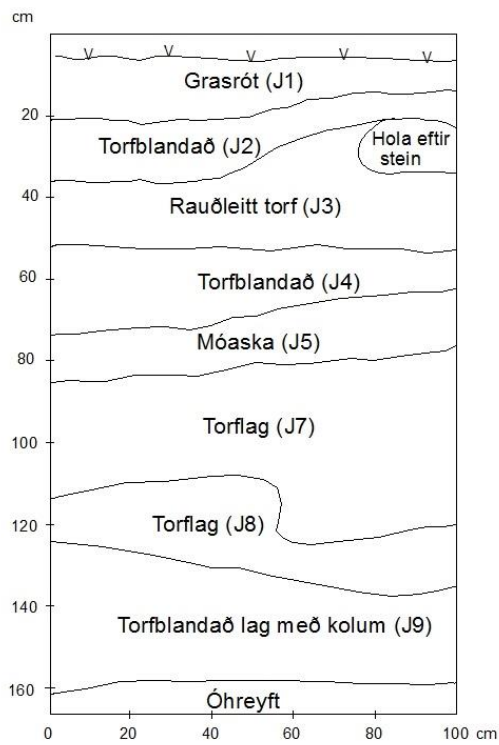 cm
Grasrót (J1)
20
Torfblandað (J2)
Hola eftir
stein
40
Rauðleitt torf (J3)
60
Torfblandað (J4)
Móaska (J5)
80
Torflag (J7)
100
Torflag (J8)
120
Torfblandað lag með kolum (J9)
140
160
Óhreyft
0 20 40 60 80 100 cm